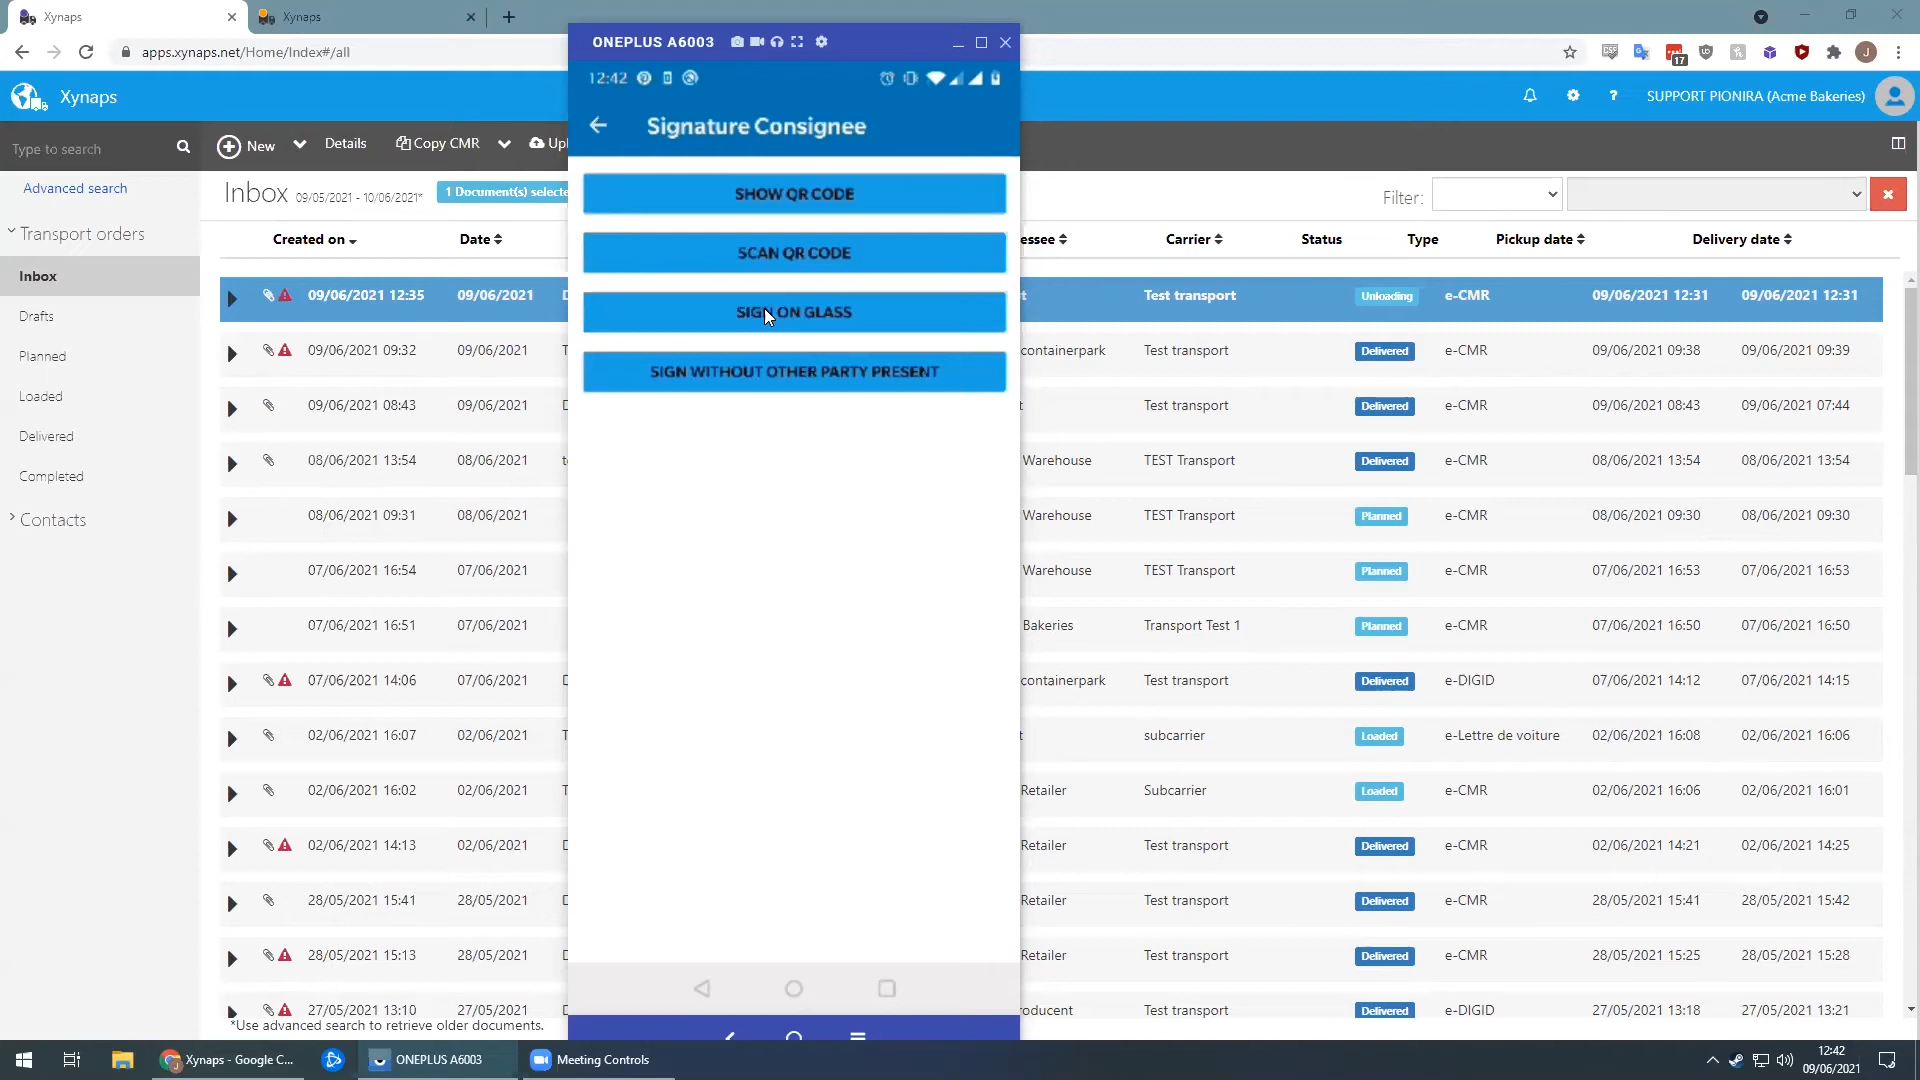 Xynaps
Xynaps
apps.xynaps.net/Home/Index#/all
17
J
Xynaps
SUPPORT PIONIRA (Acme Bakeries)
Type to search
New
Details
Copy CMR
Upl
Advanced search
Inbox 09/05/2021 - 10/06/2021*
1 Document(s) selecte
Filter:
Transport orders
Inbox
Drafts
Planned
Loaded
Delivered
Completed
Contacts
ONEPLUS A6003
12:42
Signature Consignee
SHOW QR CODE
SCAN QR CODE
SIGN ON GLASS
SIGN WITHOUT OTHER PARTY PRESENT
Created on Date essee Carrier Status Type Pickup date Delivery date
09/06/2021 12:35 09/06/2021 D t Test transport Unloading e-CMR 09/06/2021 12:31 09/06/2021 12:31
09/06/2021 09:32 09/06/2021 T containerpark Test transport Delivered e-CMR 09/06/2021 09:38 09/06/2021 09:39
09/06/2021 08:43 09/06/2021 D t Test transport Delivered e-CMR 09/06/2021 08:43 09/06/2021 07:44
08/06/2021 13:54 08/06/2021 te Warehouse TEST Transport Delivered e-CMR 08/06/2021 13:54 08/06/2021 13:54
08/06/2021 09:31 08/06/2021 Warehouse TEST Transport Planned e-CMR 08/06/2021 09:30 08/06/2021 09:30
07/06/2021 16:54 07/06/2021 Warehouse TEST Transport Planned e-CMR 07/06/2021 16:53 07/06/2021 16:53
07/06/2021 16:51 07/06/2021 Bakeries Transport Test 1 Planned e-CMR 07/06/2021 16:50 07/06/2021 16:50
07/06/2021 14:06 07/06/2021 D containerpark Test transport Delivered e-DIGID 07/06/2021 14:12 07/06/2021 14:15
02/06/2021 16:07 02/06/2021 T t subcarrier Loaded e-Lettre de voiture 02/06/2021 16:08 02/06/2021 16:06
02/06/2021 16:02 02/06/2021 T Retailer Subcarrier Loaded e-CMR 02/06/2021 16:06 02/06/2021 16:01
02/06/2021 14:13 02/06/2021 D Retailer Test transport Delivered e-CMR 02/06/2021 14:21 02/06/2021 14:25
28/05/2021 15:41 28/05/2021 D Retailer Test transport Delivered e-CMR 28/05/2021 15:41 28/05/2021 15:42
28/05/2021 15:13 28/05/2021 D Retailer Test transport Delivered e-CMR 28/05/2021 15:25 28/05/2021 15:28
27/05/2021 13:10 27/05/2021 D roducent Test transport Delivered e-DIGID 27/05/2021 13:18 27/05/2021 13:21
*Use advanced search to retrieve older documents.
Xynaps - Google C...
ONEPLUS A6003
Meeting Controls
12:42
09/06/2021